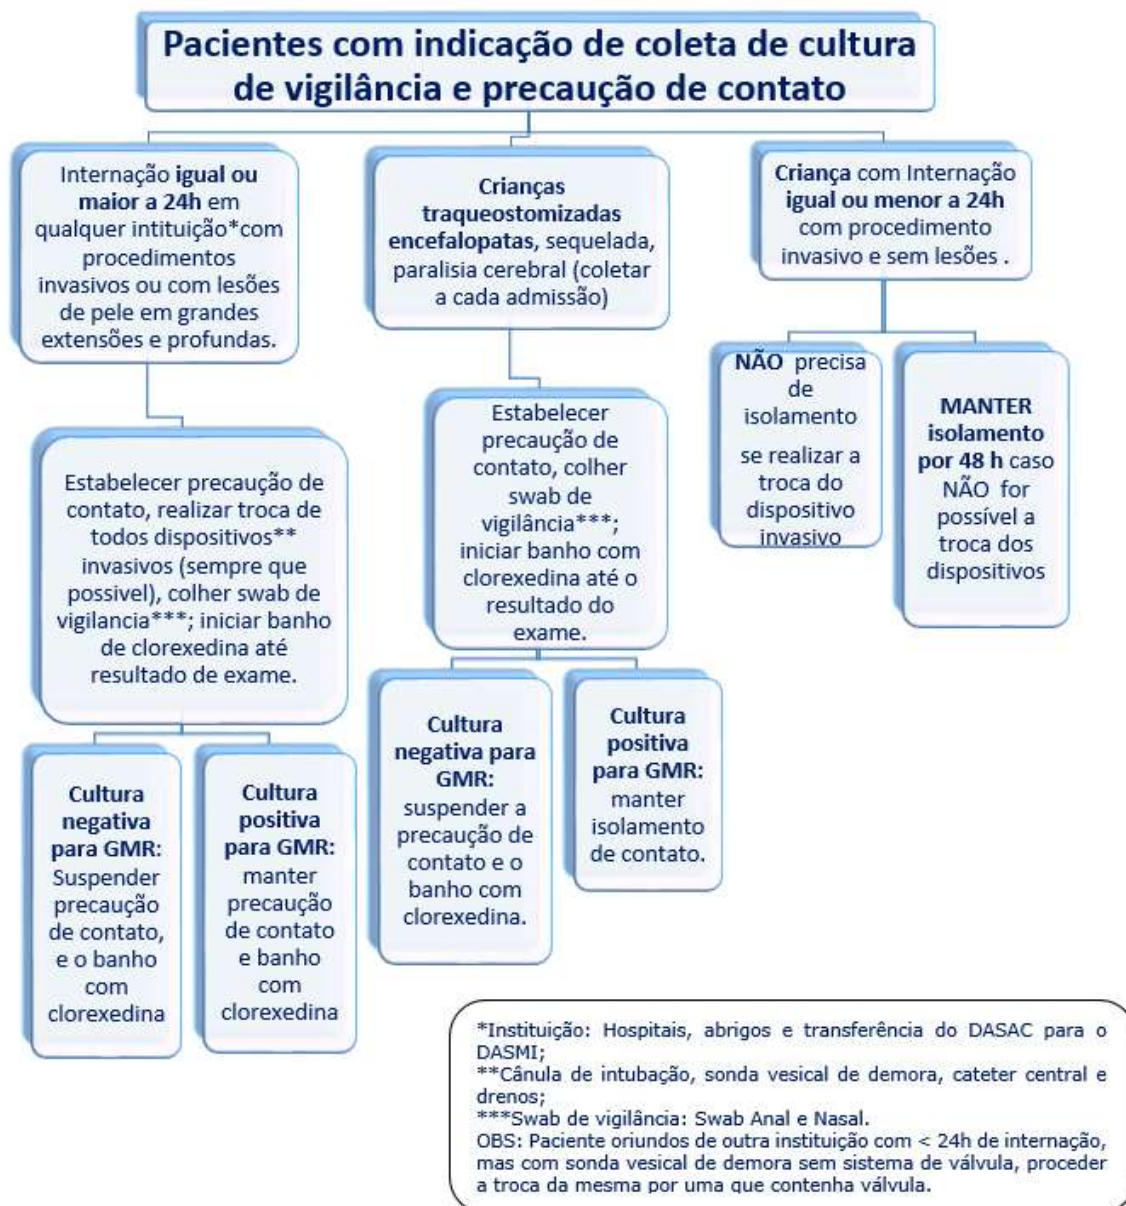 Pacientes com indicação de coleta de cultura
de vigilância e precaução de contato
Internação igual ou
maior a 24h em
qualquer intituição*com
procedimentos
invasivos ou com lesões
de pele em grandes
extensões e profundas.
Estabelecer precaução de
contato, realizar troca de
todos dispositivos**
invasivos (sempre que
possivel), colher swab de
vigilancia***; iniciar banho
de clorexedina até
resultado de exame.
Cultura
negativa
para GMR:
Suspender
precaução
de contato,
e o banho
com
clorexedina
Cultura
positiva
para GMR:
manter
precaução
de contato
e banho
com
clorexedina
Crianças
traqueostomizadas
encefalopatas, sequelada,
paralisia cerebral (coletar
a cada admissão)
Estabelecer
precaução de
contato, colher
swab de
vigilância***;
iniciar banho com
clorexedina até o
resultado do
exame.
Cultura
negativa para
GMR:
suspender a
precaução de
contato e o
banho com
clorexedina.
Cultura
positiva
para GMR:
manter
isolamento
de contato.
Criança com Internação
igual ou menor a 24h
com procedimento
invasivo e sem lesões .
NÃO precisa
de
isolamento
se realizar a
troca do
dispositivo
invasivo
MANTER
isolamento
por 48 h caso
NÃO for
possível a
troca dos
dispositivos
*Instituição: Hospitais, abrigos e transferência do DASAC para o
DASMI;
**Cânula de intubação, sonda vesical de demora, cateter central e
drenos;
***Swab de vigilância: Swab Anal e Nasal.
OBS: Paciente oriundos de outra instituição com < 24h de internação,
mas com sonda vesical de demora sem sistema de válvula, proceder
a troca da mesma por uma que contenha válvula.